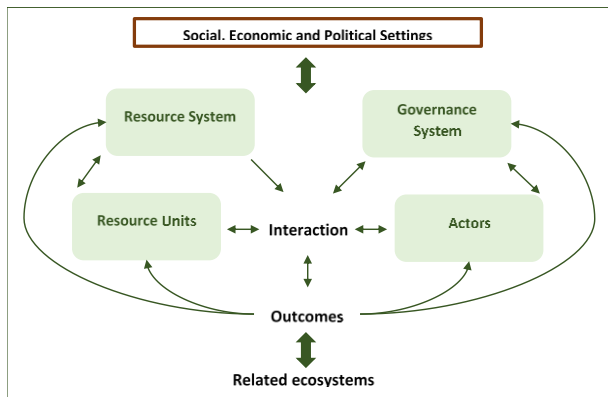 Social, Economic and Political Settings
Resource System
Governance
System
Resource Units
Interaction
Actors
Outcomes
Related ecosystems